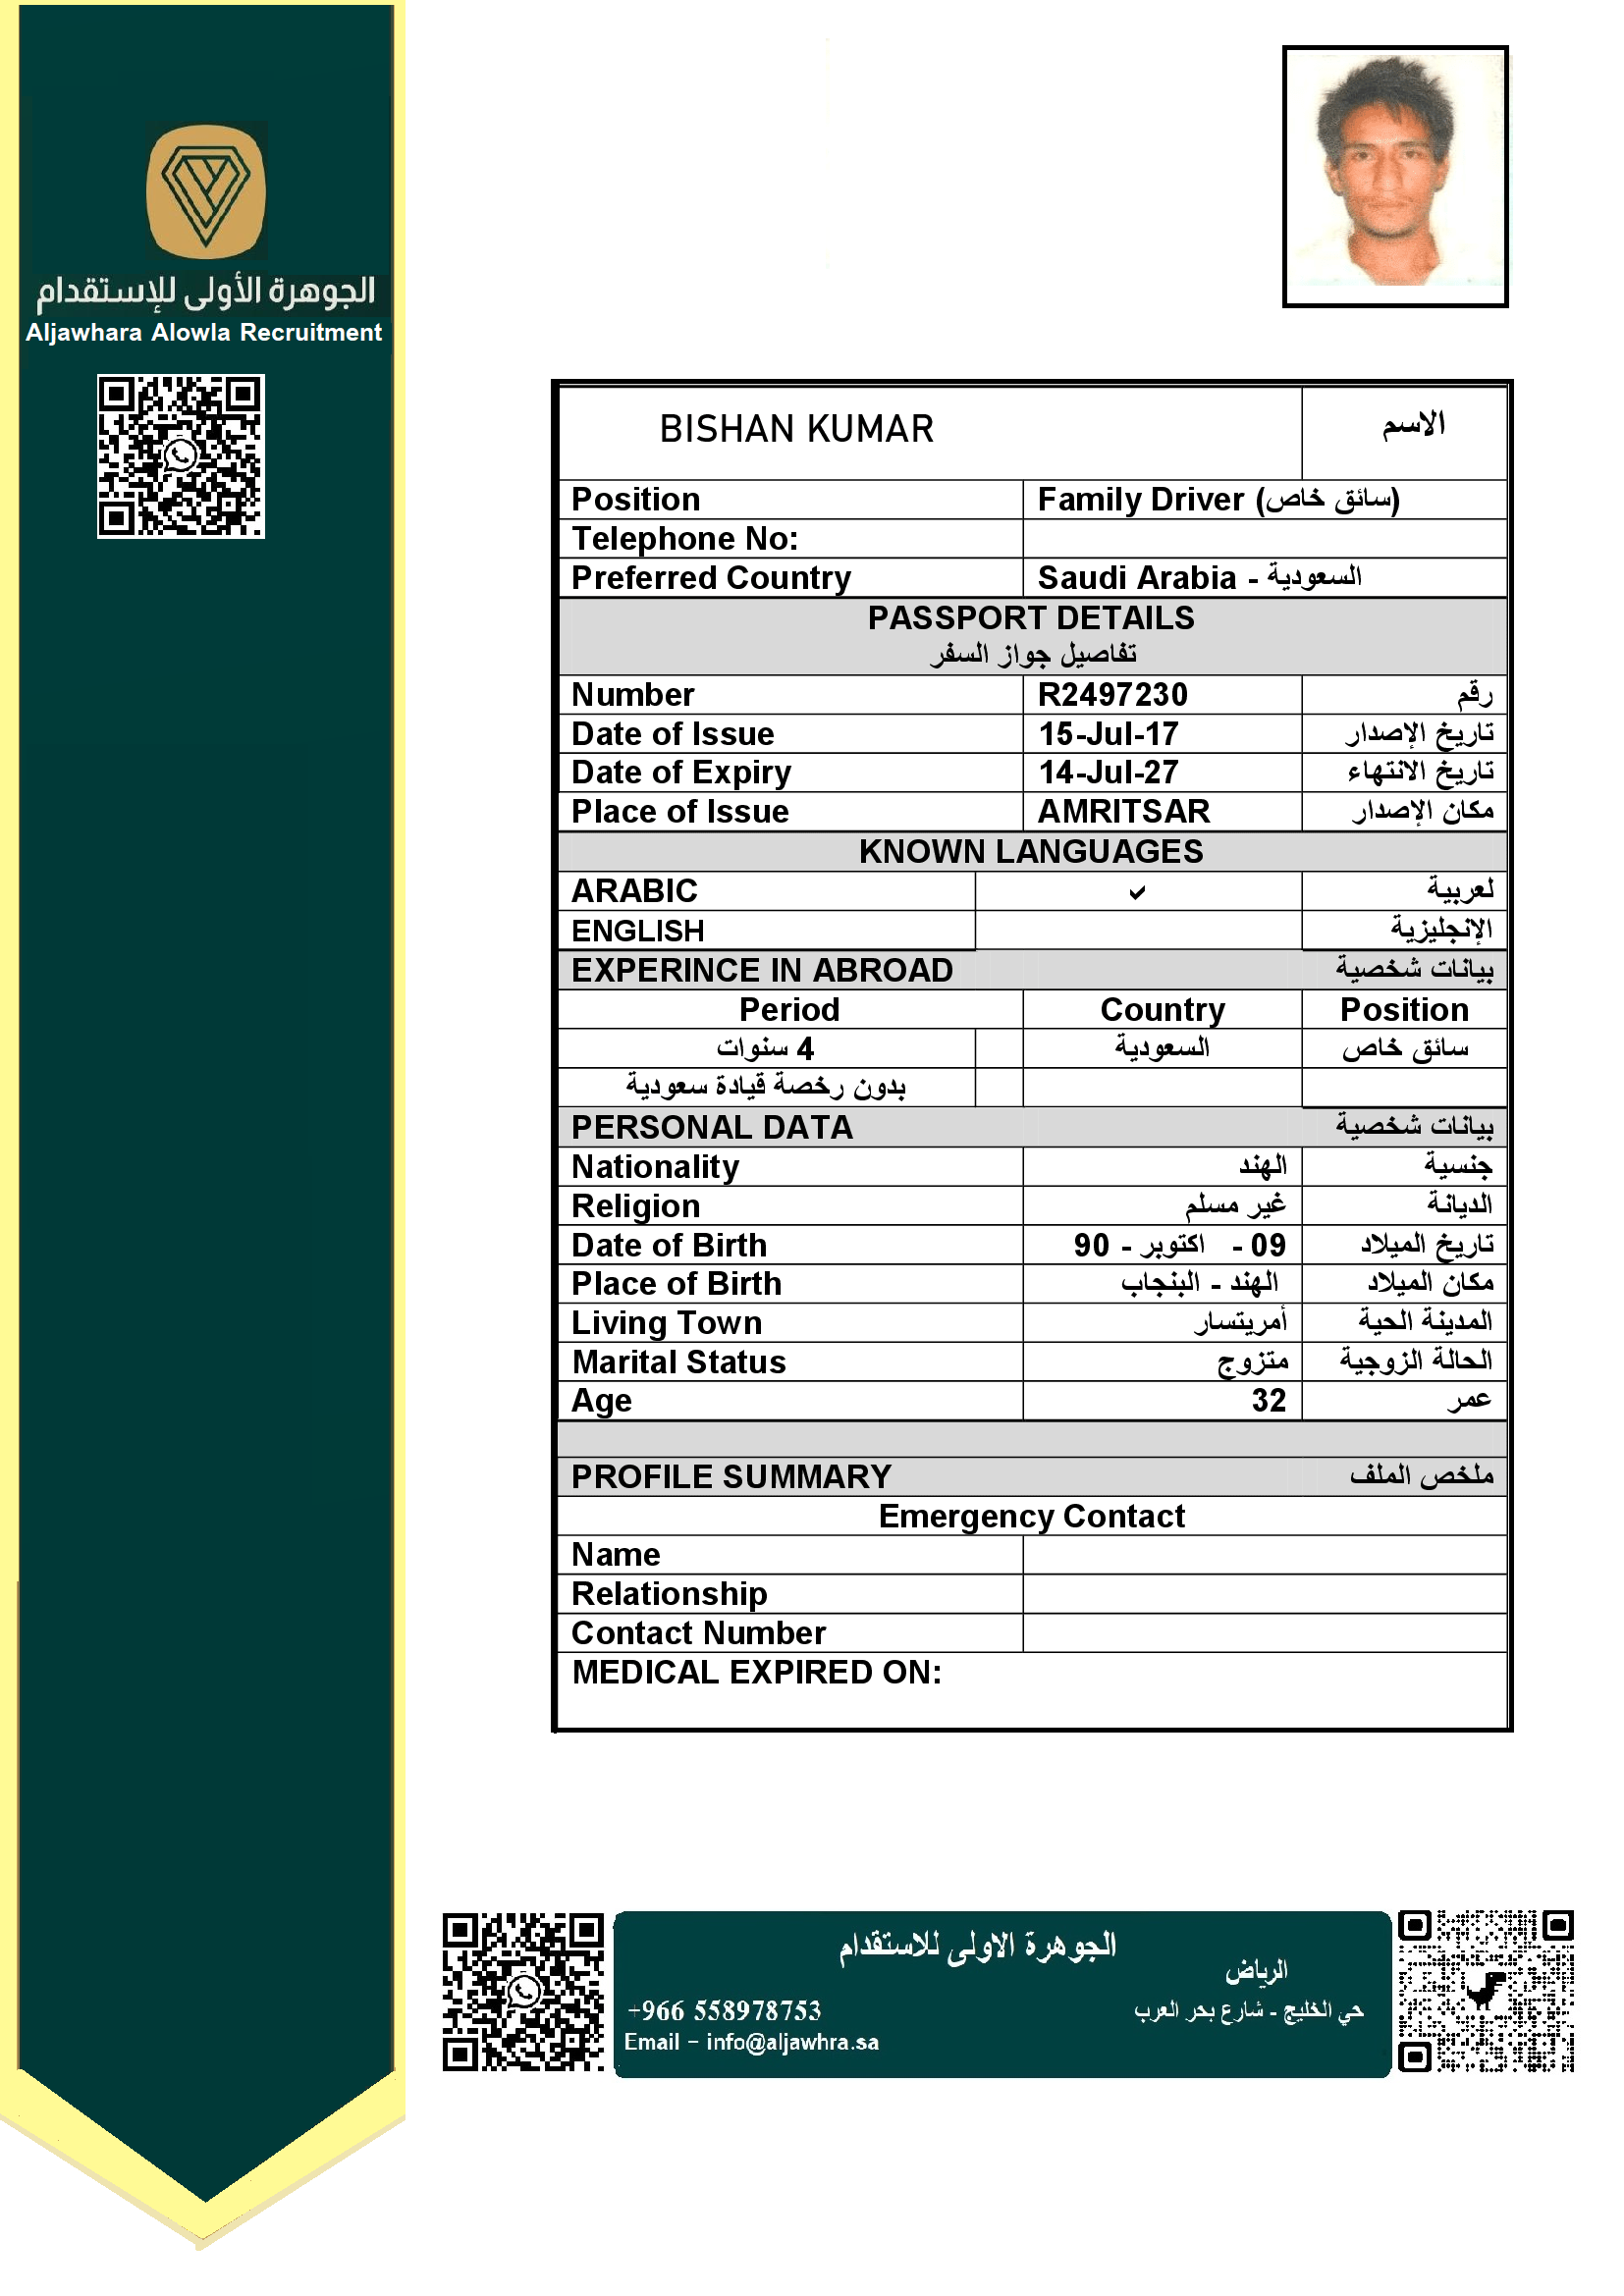 الجوهرة الأولى للإستقدام
Aljawhara Alowla Recruitment
BISHAN KUMAR الاسم
Position Family Driver (سائق خاص)
Telephone No:
Preferred Country Saudi Arabia - السعودية
PASSPORT DETAILS
تفاصيل جواز السفر
Number R2497230 رقم
Date of Issue 15-Jul-17 تاريخ الإصدار
Date of Expiry 14-Jul-27 تاريخ الانتهاء
Place of Issue AMRITSAR مكان الإصدار
KNOWN LANGUAGES
ARABIC ✓ لعربية
ENGLISH الإنجليزية
EXPERINCE IN ABROAD بيانات شخصية
Period Country Position
4 سنوات السعودية سائق خاص
بدون رخصة قيادة سعودية
PERSONAL DATA بيانات شخصية
Nationality الهند جنسية
Religion غير مسلم الديانة
Date of Birth 09 - اكتوبر - 90 تاريخ الميلاد
Place of Birth الهند - البنجاب مكان الميلاد
Living Town أمريتسار المدينة الحية
Marital Status متزوج الحالة الزوجية
Age 32 عمر
PROFILE SUMMARY ملخص الملف
Emergency Contact
Name
Relationship
Contact Number
MEDICAL EXPIRED ON:
الجوهرة الاولى للاستقدام
الرياض
حي الخليج - شارع بحر العرب
+966 558978753
Email - info@aljawhra.sa